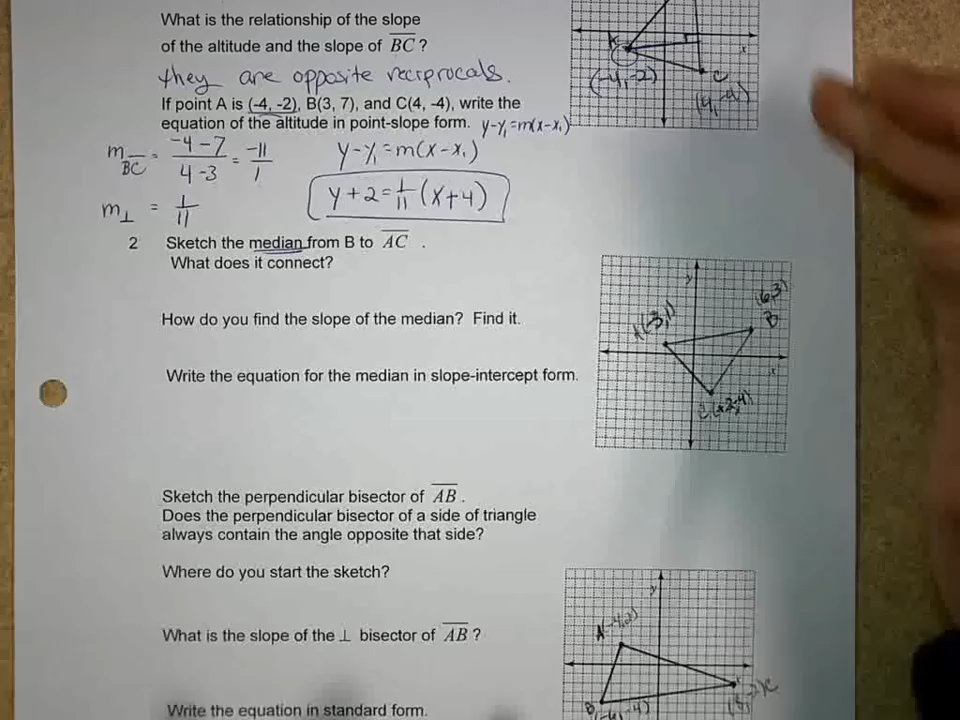 What is the relationship of the slope
of the altitude and the slope of BC ?
they are opposite reciprocals.
If point A is (-4, -2), B(3, 7), and C(4, -4), write the
equation of the altitude in point-slope form. y-y₁=m(x-x₁)
m BC = -4-7 / 4-3 = -11 / 1
y-y₁=m(x-x₁)
m⊥ = 1/11
y+2=1/11(x+4)
x
C
(-4,-2)
(4,-4)
2 Sketch the median from B to AC .
What does it connect?
How do you find the slope of the median? Find it.
Write the equation for the median in slope-intercept form.
y
(6,3)
B
A(-3,1)
x
Sketch the perpendicular bisector of AB .
Does the perpendicular bisector of a side of triangle
always contain the angle opposite that side?
Where do you start the sketch?
What is the slope of the ⊥ bisector of AB ?
Write the equation in standard form.
y
A(-4,2)
B
(-6,-4)
C